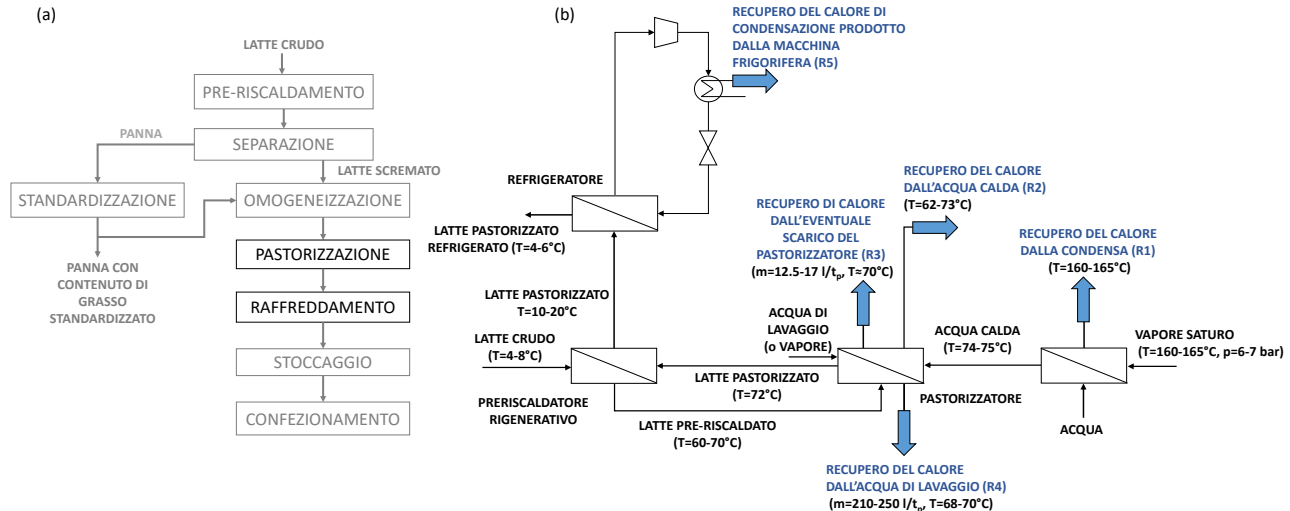 (a)
LATTE CRUDO
PRE-RISCALDAMENTO
PANNA
SEPARAZIONE
LATTE SCREMATO
STANDARDIZZAZIONE
OMOGENEIZZAZIONE
PASTORIZZAZIONE
PANNA CON
CONTENUTO DI
GRASSO
STANDARDIZZATO
RAFFREDDAMENTO
STOCCAGGIO
CONFEZIONAMENTO
(b)
RECUPERO DEL CALORE DI
CONDENSAZIONE PRODOTTO
DALLA MACCHINA
FRIGORIFERA (R5)
REFRIGERATORE
LATTE PASTORIZZATO
REFRIGERATO (T=4-6°C)
RECUPERO DI CALORE
DALL'EVENTUALE
SCARICO DEL
PASTORIZZATORE (R3)
(m=12.5-17 l/tp, T=70°C)
RECUPERO DEL CALORE
DALL'ACQUA CALDA (R2)
(T=62-73°C)
RECUPERO DEL CALORE
DALLA CONDENSA (R1)
(T=160-165°C)
LATTE PASTORIZZATO
T=10-20°C
ACQUA DI
LAVAGGIO
(o VAPORE)
LATTE CRUDO
(T=4-8°C)
ACQUA CALDA
(T=74-75°C)
VAPORE SATURO
(T=160-165°C, p=6-7 bar)
LATTE PASTORIZZATO
(T=72°C)
PASTORIZZATORE
PRERISCALDATORE
RIGENERATIVO
LATTE PRE-RISCALDATO
(T=60-70°C)
ACQUA
RECUPERO DEL CALORE
DALL'ACQUA DI LAVAGGIO (R4)
(m=210-250 l/tp, T=68-70°C)